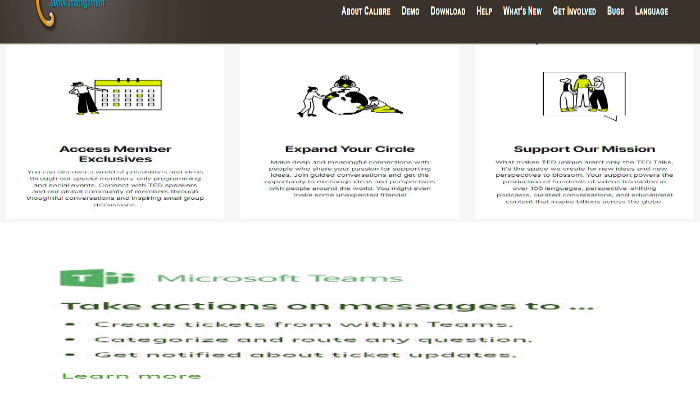 ebook management
About Calibre Demo Download Help What's New Get Involved Bugs Language
Access Member
Exclusives
You can discover a world of possibilities and ideas
through our special members-only programming
and social events. Connect with TED speakers
and our global community of members through
thoughtful conversations and inspiring small group
discussions.
Expand Your Circle
Make deep and meaningful connections with
people who share your passion for supporting
ideas. Join guided conversations and get the
opportunity to exchange ideas and perspectives
with people around the world. You might even
make some unexpected friends!
Support Our Mission
What makes TED unique aren't only the TED Talks,
it's the space we create for new ideas and new
perspectives to blossom. Your support powers the
production of hundreds of videos translated in
over 100 languages, perspective-shifting
podcasts, curated conversations, and educational
content that inspire billions across the globe.
Microsoft Teams
Take actions on messages to ...
• Create tickets from within Teams.
• Categorize and route any question.
• Get notified about ticket updates.
Learn more